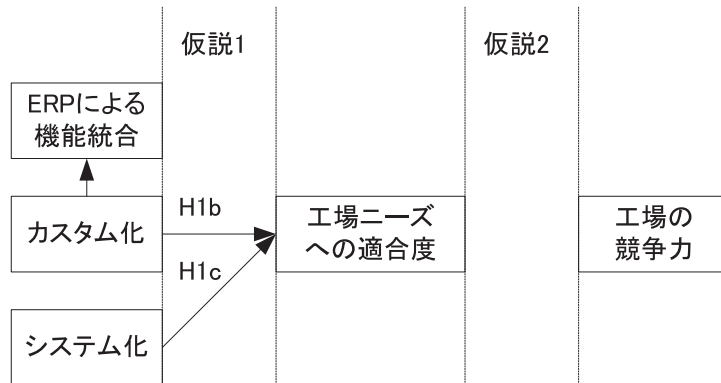 仮説1
仮説2
ERPによる
機能統合
カスタム化
H1b
工場ニーズ
への適合度
工場の
競争力
H1c
システム化